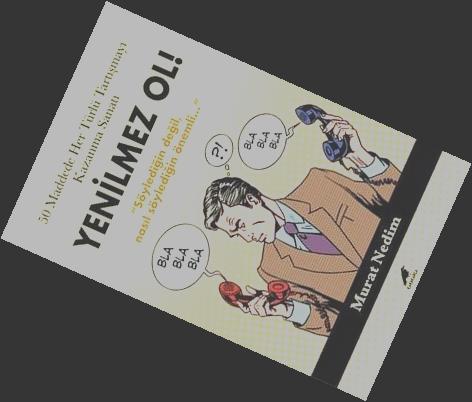 50 Maddede Her Türlü Tartışmayı
Kazanma Sanatı
YENİLMEZ OL!
"Söylediğin değil,
nasıl söylediğin önemli..."
?!
BLA
BLA
BLA
BLA
BLA
BLA
Murat Nedim